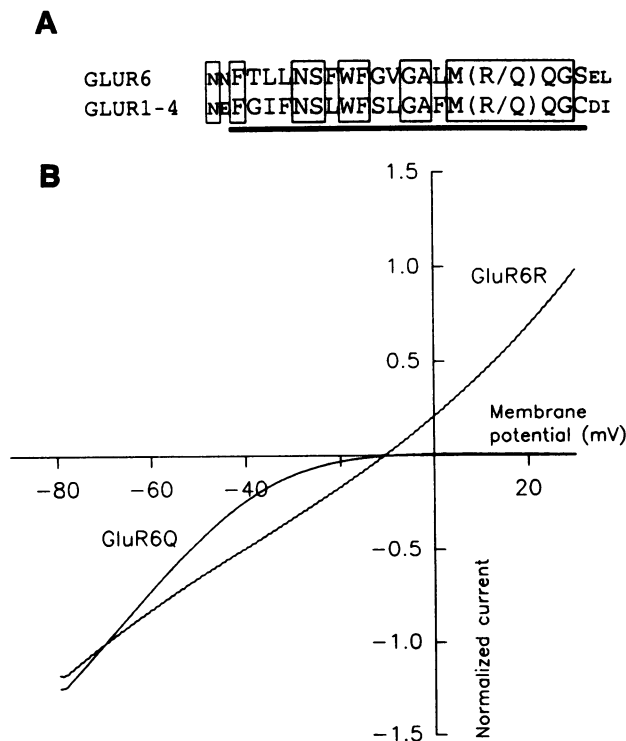 A
GLUR6 NNFTLLNSFWFGVGALM(R/Q)QGSEL
GLUR1-4 NEFGIFNSLWFSLGAFM(R/Q)QGCDI
B
1.5
1.0
GluR6R
0.5
Membrane
potential (mV)
-80 -60 -40 20
GluR6Q
-0.5
-1.0
-1.5
Normalized current